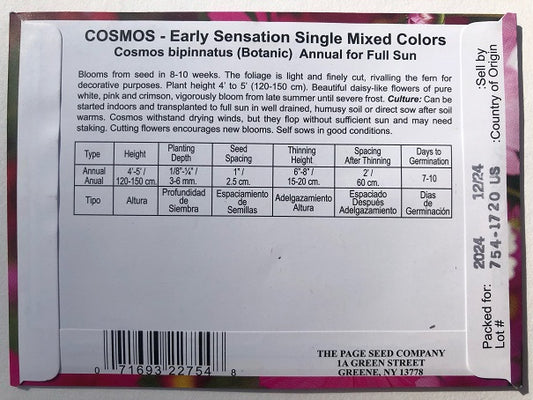 COSMOS - Early Sensation Single Mixed Colors
Cosmos bipinnatus (Botanic) Annual for Full Sun
Blooms from seed in 8-10 weeks. The foliage is light and finely cut, rivalling the fern for
decorative purposes. Plant height 4' to 5' (120-150 cm). Beautiful daisy-like flowers of pure
white, pink and crimson, vigorously bloom from late summer until severe frost. Culture: Can be
started indoors and transplanted to full sun in well drained, humusy soil or direct sow after soil
warms. Cosmos withstand drying winds, but they flop without sufficient sun and may need
staking. Cutting flowers encourages new blooms. Self sows in good conditions.
Type Height Planting Depth Seed Spacing Thinning Height Spacing After Thinning Days to Germination
Annual Anual 4'-5'/ 120-150 cm. 1/8"-¼" / 3-6 mm. 1" / 2.5 cm. 6"-8" / 15-20 cm. 2' / 60 cm. 7-10
Tipo Altura Profundidad de Siembra Espaciamiento de Semillas Adelgazamiento Altura Espaciado Después Adelgazamiento Dias de Germinación
0 71693 22754 8
THE PAGE SEED COMPANY
1A GREEN STREET
GREENE, NY 13778
Packed for: 2024 12/24 :Sell by
Lot # 754-1720 US :Country of Origin